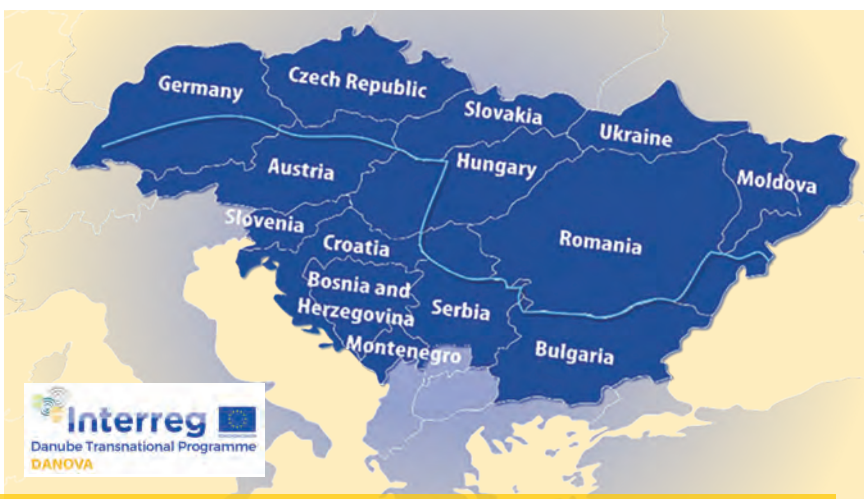 Germany
Czech Republic
Slovakia
Ukraine
Austria
Hungary
Moldova
Slovenia
Croatia
Romania
Bosnia and
Herzegovina
Serbia
Montenegro
Bulgaria
Interreg
Danube Transnational Programme
DANOVA